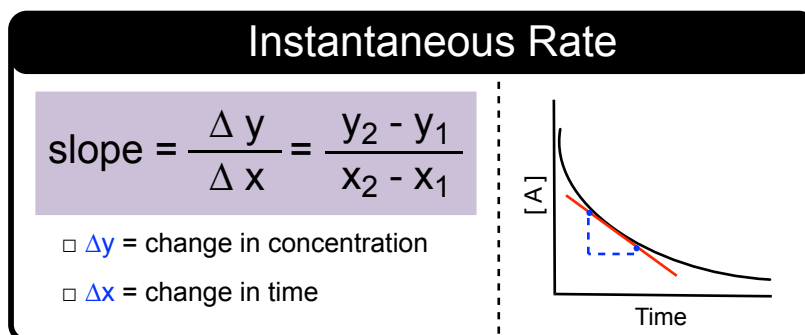 Instantaneous Rate
slope = Δ y / Δ x = y₂ - y₁ / x₂ - x₁
□ Δy = change in concentration
□ Δx = change in time
[ A ]
Time